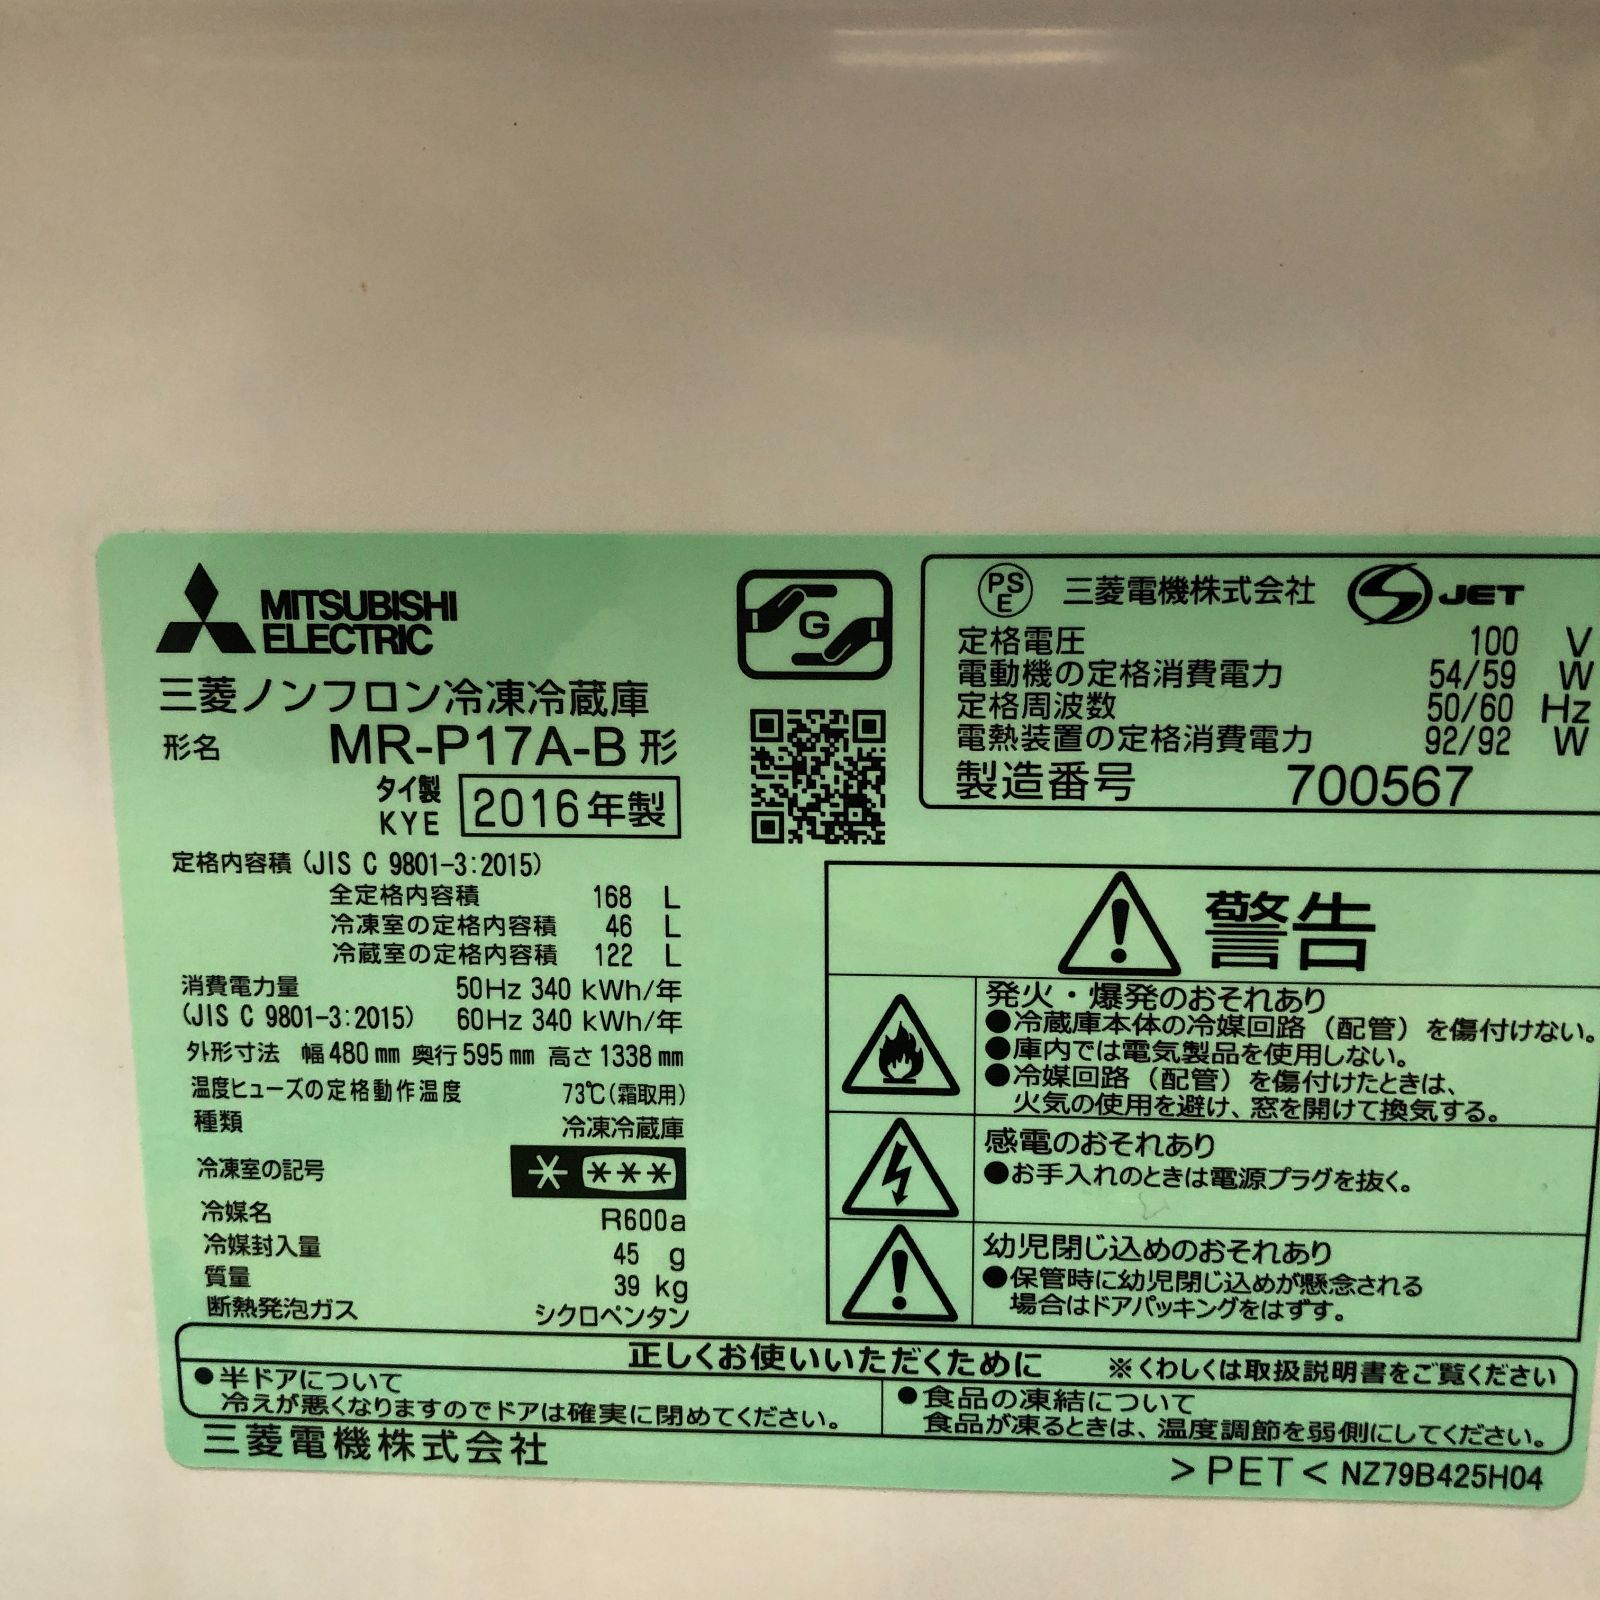 MITSUBISHI
ELECTRIC
三菱ノンフロン冷凍冷蔵庫
形名 MR-P17A-B 形
タイ製
KYE 2016年製
定格内容積 (JIS C 9801-3:2015)
全定格内容積 168 L
冷凍室の定格内容積 46 L
冷蔵室の定格内容積 122 L
消費電力量 50Hz 340 kWh/年
(JIS C 9801-3:2015) 60Hz 340 kWh/年
外形寸法 幅480mm 奥行595mm 高さ1338mm
温度ヒューズの定格動作温度 73℃(霜取用)
種類 冷凍冷蔵庫
冷凍室の記号 * ***
冷媒名 R600a
冷媒封入量 45 g
質量 39 kg
断熱発泡ガス シクロペンタン
G
PS
E 三菱電機株式会社 S JET
定格電圧 100 V
電動機の定格消費電力 54/59 W
定格周波数 50/60 Hz
電熱装置の定格消費電力 92/92 W
製造番号 700567
警告
発火・爆発のおそれあり
●冷蔵庫本体の冷媒回路(配管)を傷付けない。
●庫内では電気製品を使用しない。
●冷媒回路(配管)を傷付けたときは、
火気の使用を避け、窓を開けて換気する。
感電のおそれあり
●お手入れのときは電源プラグを抜く。
幼児閉じ込めのおそれあり
●保管時に幼児閉じ込めが懸念される
場合はドアパッキングをはずす。
正しくお使いいただくために ※くわしくは取扱説明書をご覧ください
●半ドアについて
冷えが悪くなりますのでドアは確実に閉めてください。
●食品の凍結について
食品が凍るときは、温度調節を弱側にしてください。
三菱電機株式会社
>PET< NZ79B425H04